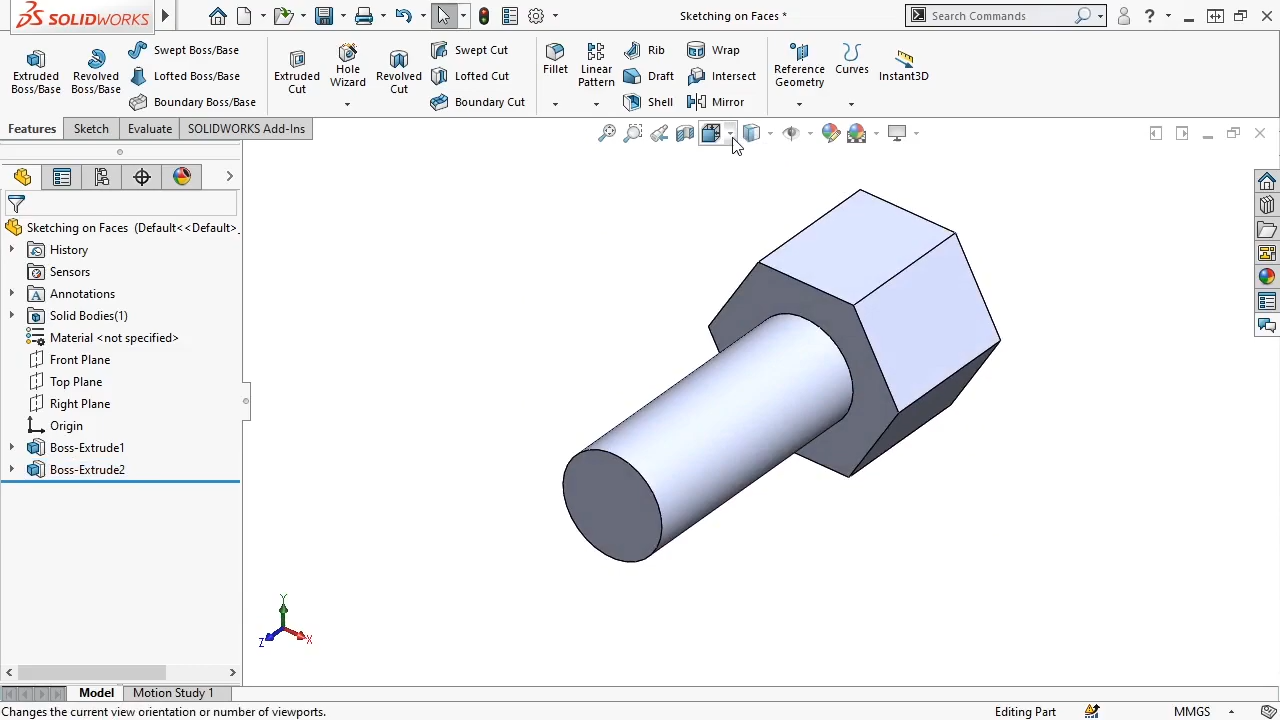 SOLIDWORKS
Sketching on Faces *
Search Commands
Extruded Boss/Base
Revolved Boss/Base
Swept Boss/Base
Lofted Boss/Base
Boundary Boss/Base
Extruded Cut
Hole Wizard
Revolved Cut
Swept Cut
Lofted Cut
Boundary Cut
Fillet
Linear Pattern
Rib
Draft
Shell
Wrap
Intersect
Mirror
Reference Geometry
Curves
Instant3D
Features
Sketch
Evaluate
SOLIDWORKS Add-Ins
Sketching on Faces (Default<<Default>_
History
Sensors
Annotations
Solid Bodies(1)
Material <not specified>
Front Plane
Top Plane
Right Plane
Origin
Boss-Extrude1
Boss-Extrude2
Y
Z
X
Model
Motion Study 1
Changes the current view orientation or number of viewports.
Editing Part
MMGS